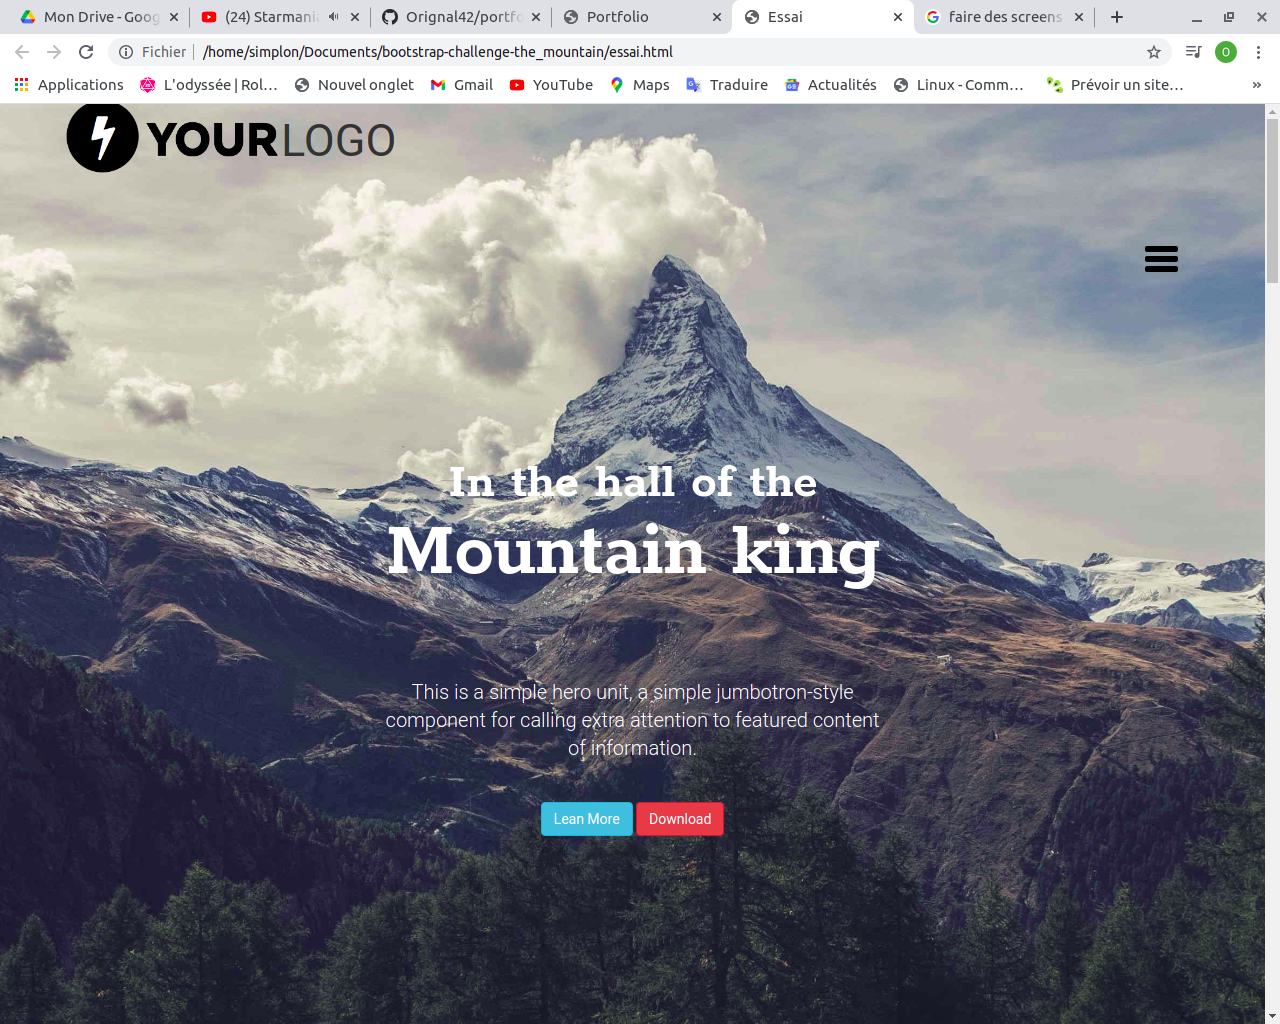 Mon Drive - Goog
(24) Starmania
Orignal42/portfo
Portfolio
Essai
faire des screens
Fichier
/home/simplon/Documents/bootstrap-challenge-the_mountain/essai.html
O
Applications
L'odyssée | Rol…
Nouvel onglet
Gmail
YouTube
Maps
Traduire
Actualités
Linux - Comm…
Prévoir un site…
»
YOURLOGO
In the hall of the
Mountain king
This is a simple hero unit, a simple jumbotron-style
component for calling extra attention to featured content
of information.
Lean More
Download